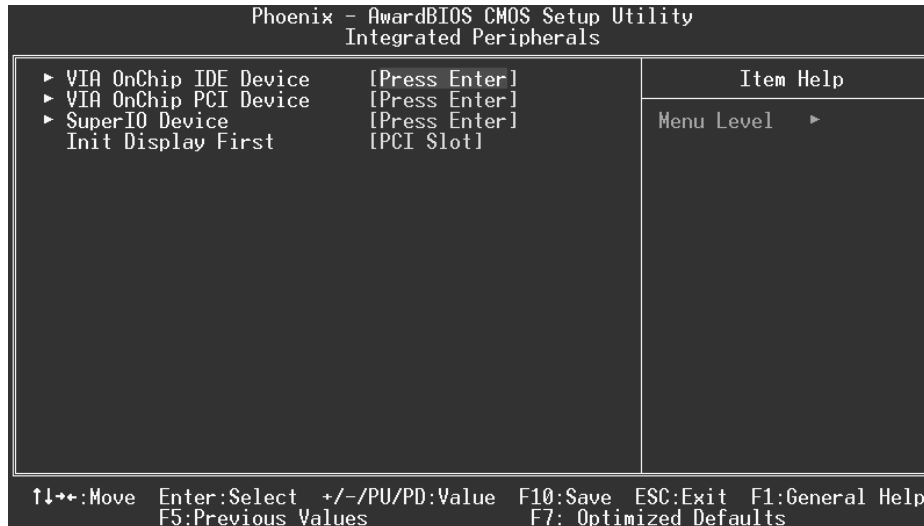 Phoenix - AwardBIOS CMOS Setup Utility
Integrated Peripherals
► VIA OnChip IDE Device [Press Enter]
► VIA OnChip PCI Device [Press Enter]
► SuperIO Device [Press Enter]
Init Display First [PCI Slot]
Item Help
Menu Level ►
↑↓→←:Move Enter:Select +/-/PU/PD:Value F10:Save ESC:Exit F1:General Help
F5:Previous Values F7: Optimized Defaults